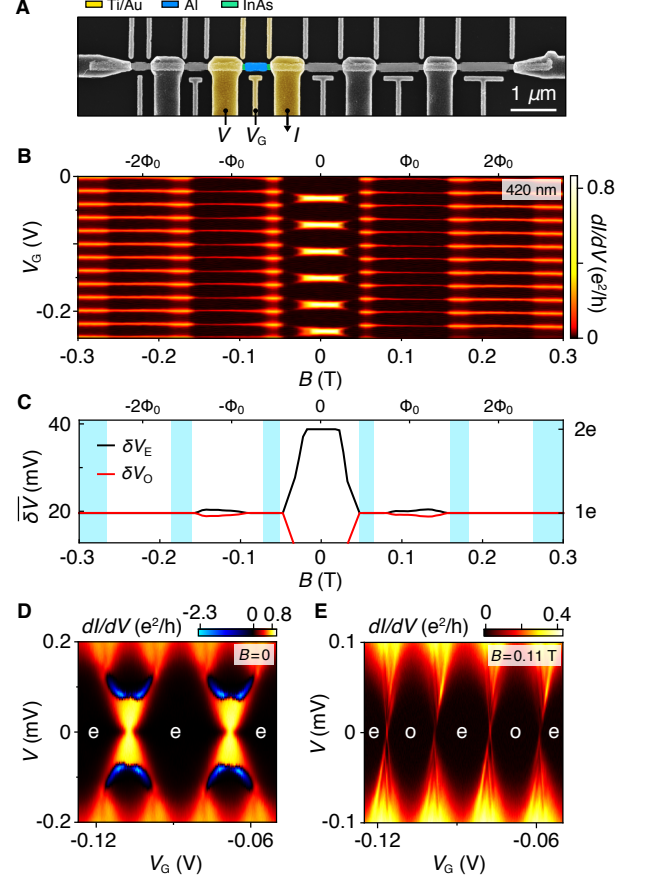 A
Ti/Au Al InAs
1 µm
V V_G I
B
-2Φ₀ -Φ₀ 0 Φ₀ 2Φ₀
0
-0.2
V_G (V)
420 nm
-0.3 -0.2 -0.1 0 0.1 0.2 0.3
B (T)
0.8
0
dI/dV (e²/h)
C
-2Φ₀ -Φ₀ 0 Φ₀ 2Φ₀
40
20
δV (mV)
δV_E
δV_O
2e
1e
-0.3 -0.2 -0.1 0 0.1 0.2 0.3
B (T)
D
dI/dV (e²/h)
-2.3 0 0.8
B=0
0.2
0
-0.2
V (mV)
e e e
-0.12 -0.06
V_G (V)
E
dI/dV (e²/h)
0 0.4
B=0.11 T
0.1
0
-0.1
V (mV)
e o e o e
-0.12 -0.06
V_G (V)